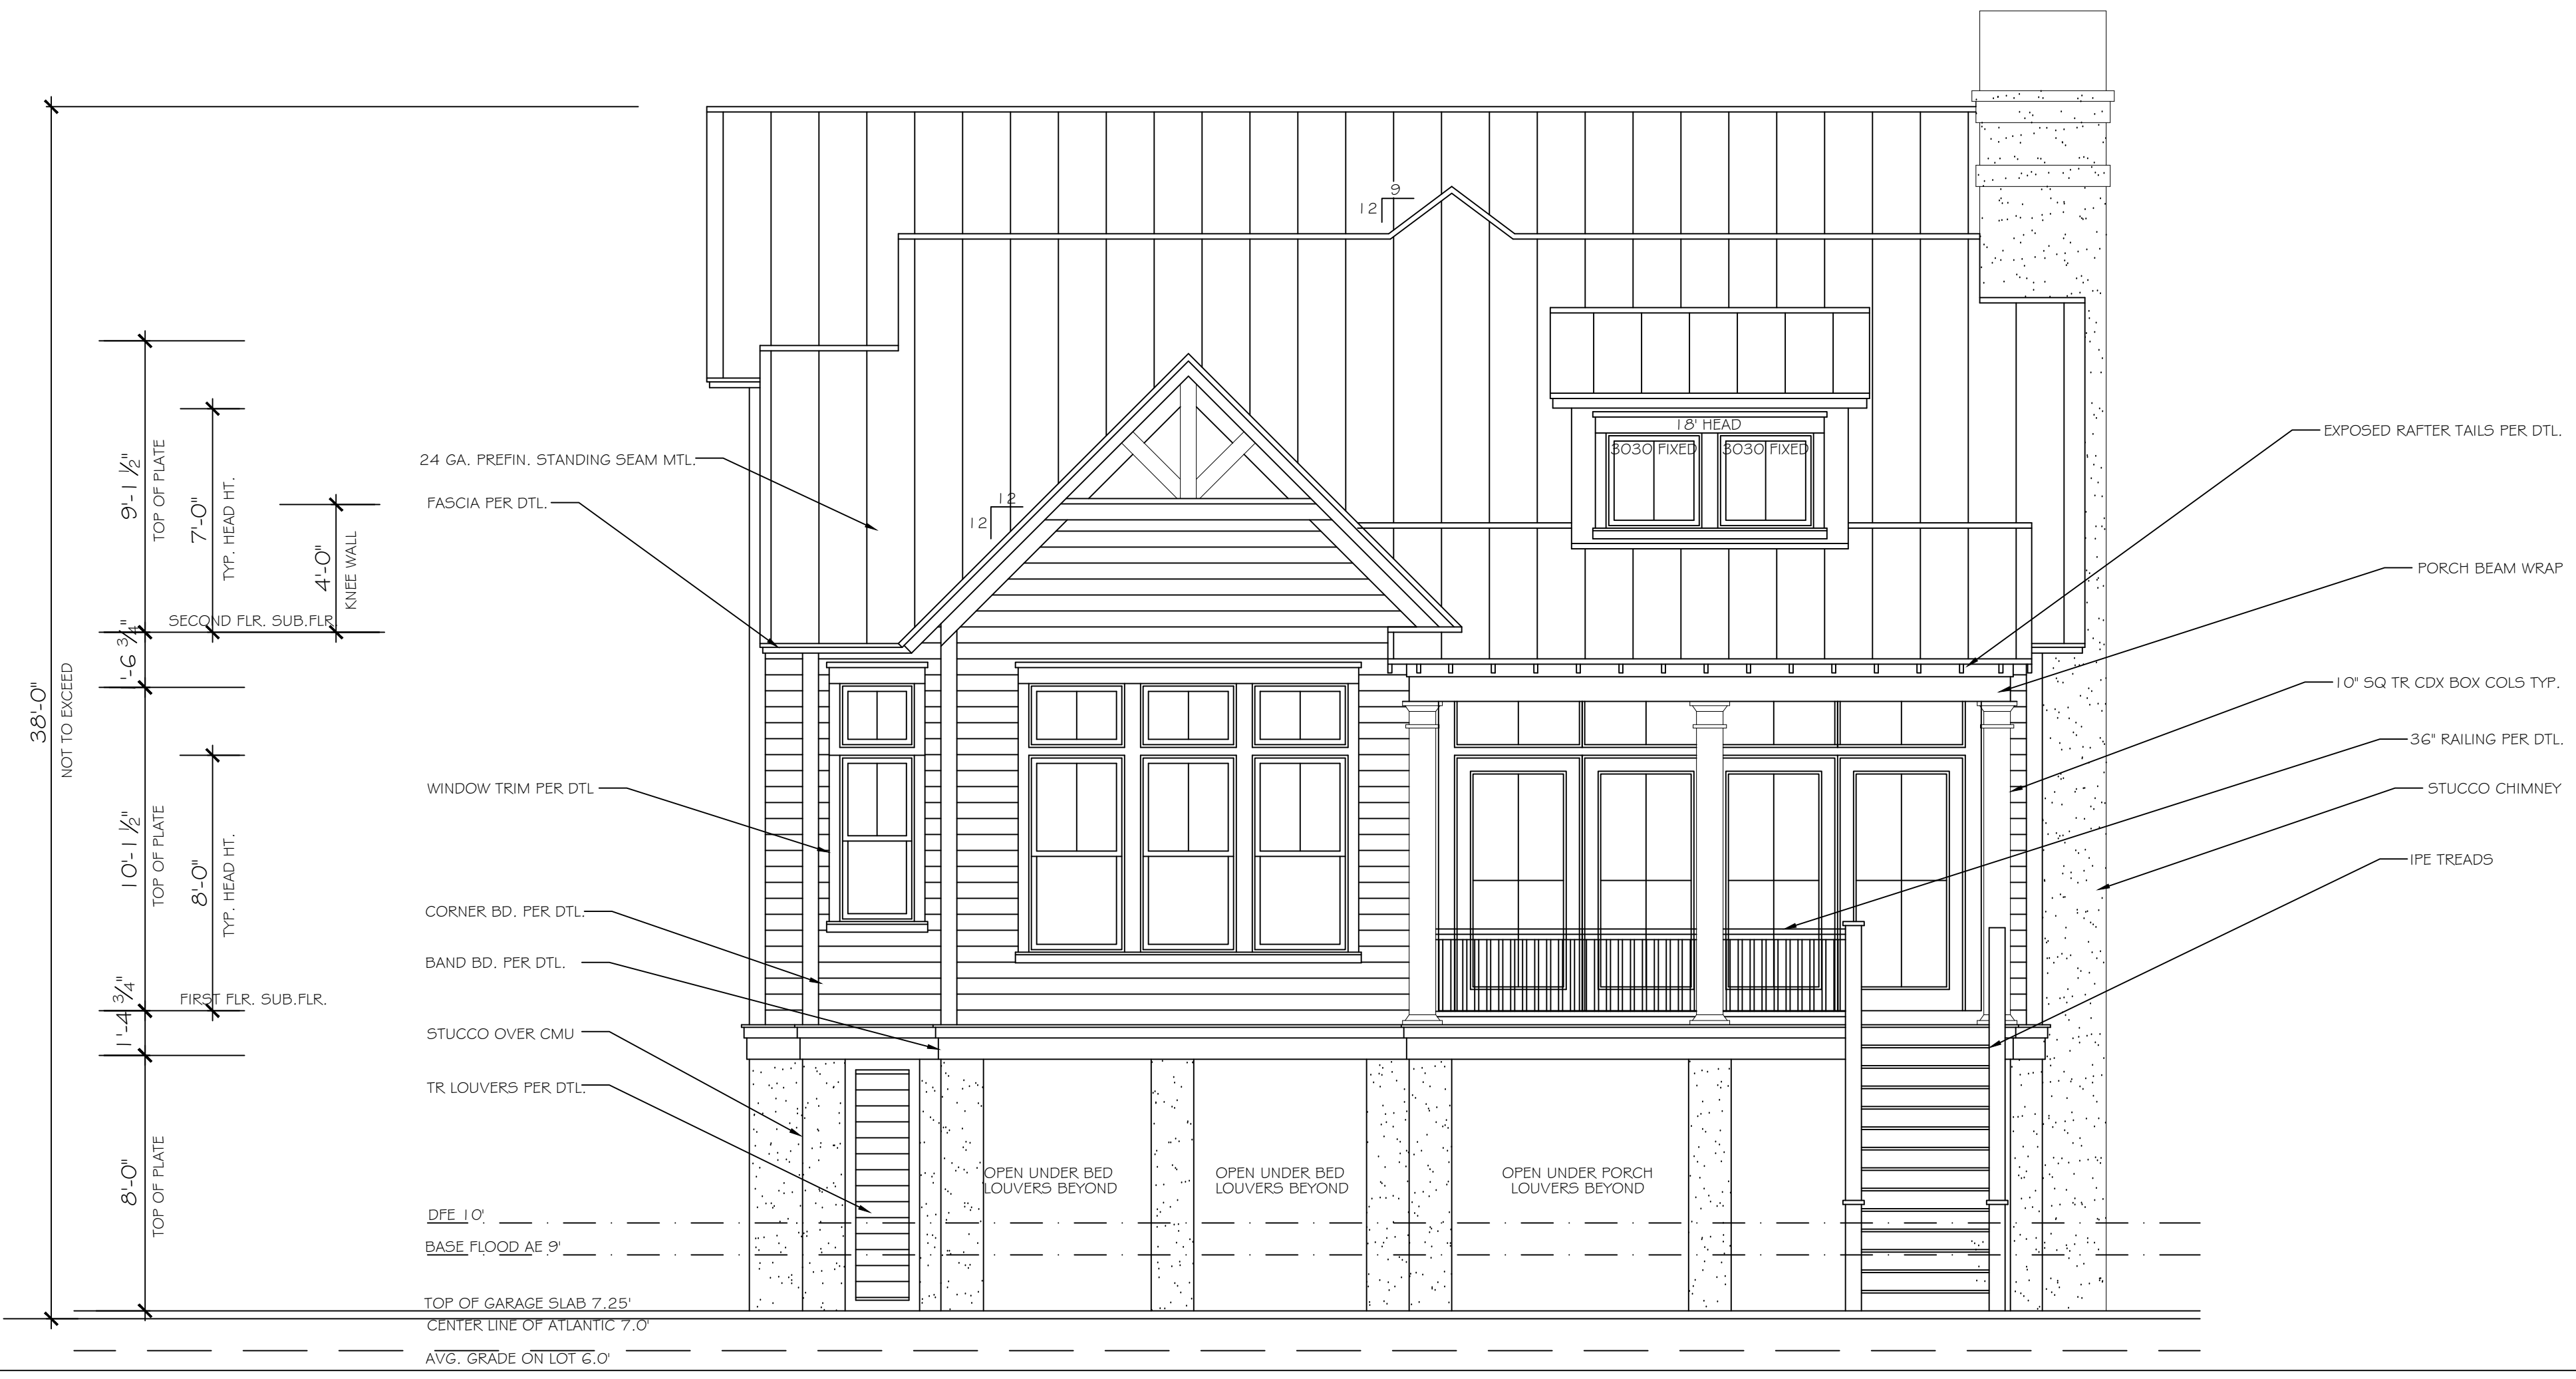 9
12
18' HEAD
3030 FIXED 3030 FIXED
12
12
24 GA. PREFIN. STANDING SEAM MTL.
FASCIA PER DTL.
WINDOW TRIM PER DTL
CORNER BD. PER DTL.
BAND BD. PER DTL.
STUCCO OVER CMU
TR LOUVERS PER DTL.
EXPOSED RAFTER TAILS PER DTL.
PORCH BEAM WRAP
10" SQ TR CDX BOX COLS TYP.
36" RAILING PER DTL.
STUCCO CHIMNEY
IPE TREADS
38'-0"
NOT TO EXCEED
9'-1 1/2"
TOP OF PLATE
7'-0"
TYP. HEAD HT.
4'-0"
KNEE WALL
SECOND FLR. SUB.FLR.
'-6 3/4"
10'-1 1/2"
TOP OF PLATE
8'-0"
TYP. HEAD HT.
FIRST FLR. SUB.FLR.
1'-4 3/4"
8'-0"
TOP OF PLATE
OPEN UNDER BED
LOUVERS BEYOND
OPEN UNDER BED
LOUVERS BEYOND
OPEN UNDER PORCH
LOUVERS BEYOND
DFE 10'
BASE FLOOD AE 9'
TOP OF GARAGE SLAB 7.25'
CENTER LINE OF ATLANTIC 7.0'
AVG. GRADE ON LOT 6.0'